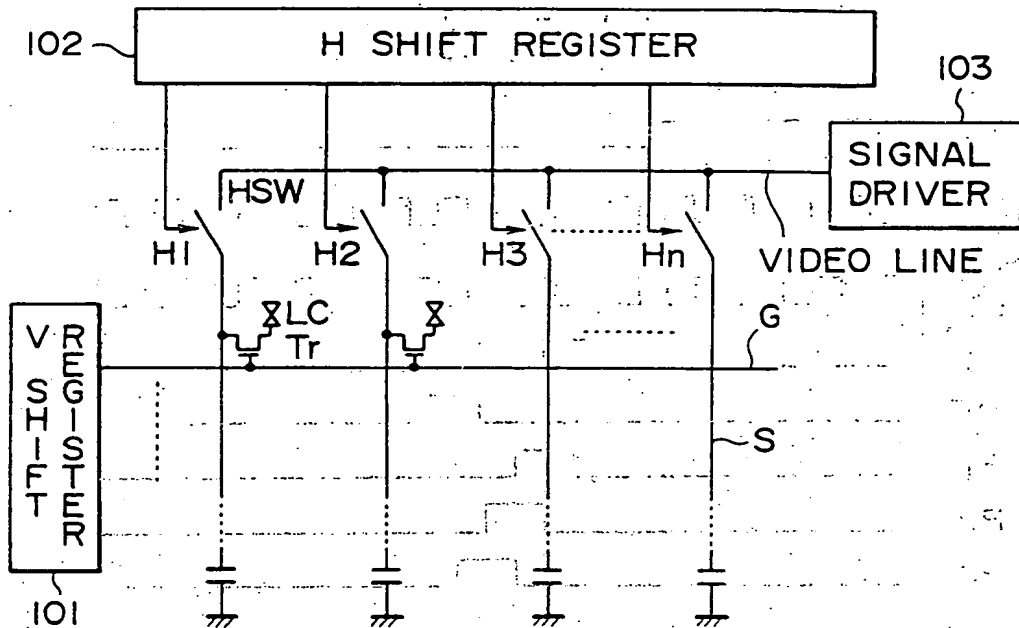 102
H SHIFT REGISTER
103
SIGNAL
DRIVER
HSW
H1
H2
H3
Hn
VIDEO LINE
LC
Tr
G
V SHIFT
REGISTER
S
101